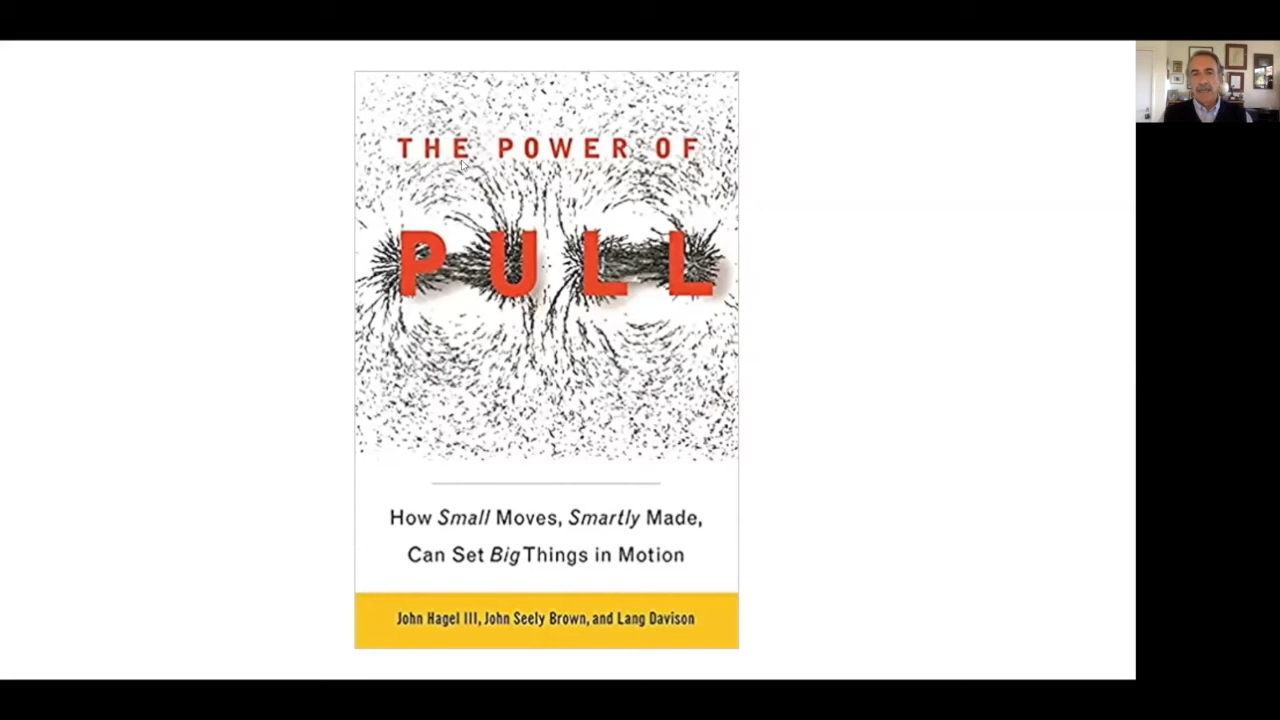 THE POWER OF
PULL
How Small Moves, Smartly Made,
Can Set Big Things in Motion
John Hagel III, John Seely Brown, and Lang Davison